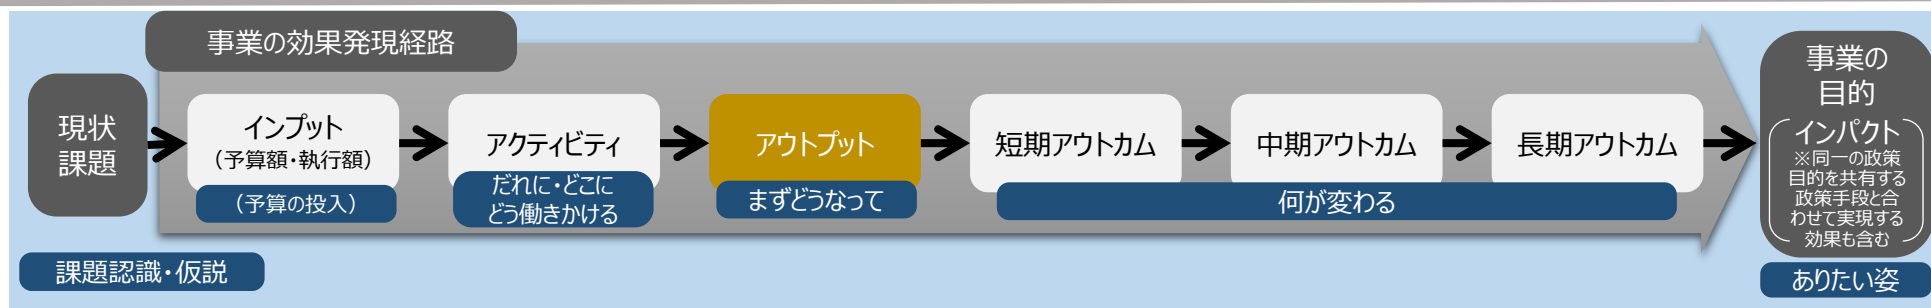 事業の効果発現経路
現状
課題
インプット
（予算額・執行額）
（予算の投入）
アクティビティ
だれに・どこに
どう働きかける
アウトプット
まずどうなって
短期アウトカム
中期アウトカム
長期アウトカム
何が変わる
事業の
目的
インパクト
※同一の政策
目的を共有する
政策手段と合
わせて実現する
効果も含む
課題認識・仮説
ありたい姿